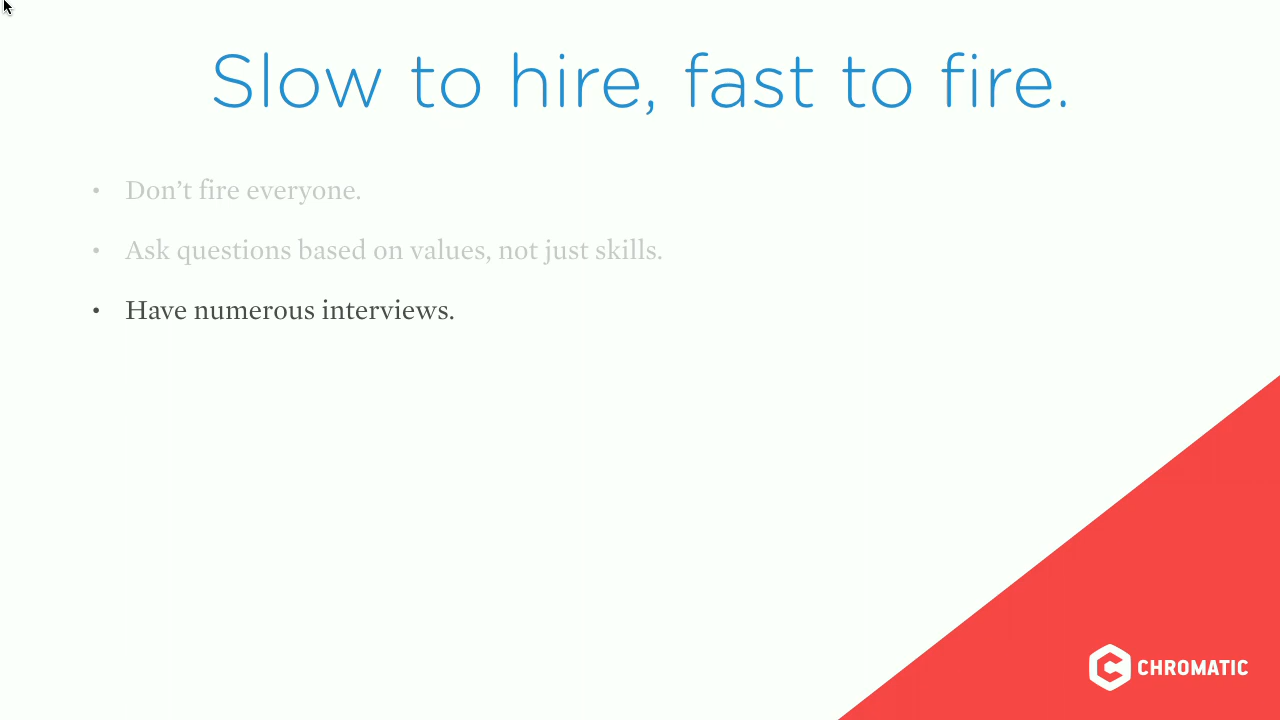 Slow to hire, fast to fire.
• Don’t fire everyone.
• Ask questions based on values, not just skills.
• Have numerous interviews.
CHROMATIC